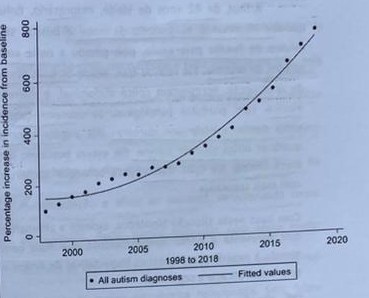 Percentage increase in incidence from baseline
800
600
400
200
0
2000 2005 2010 2015 2020
1998 to 2018
All autism diagnoses Fitted values